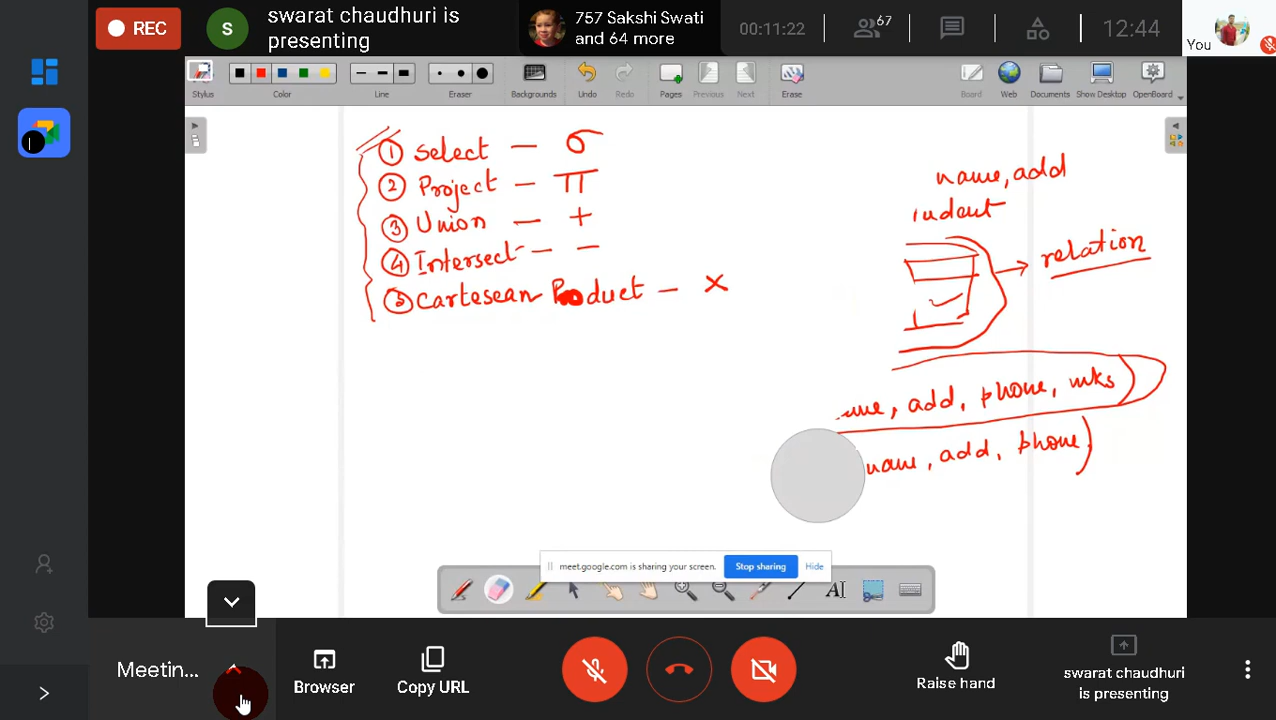 REC
S
swarat chaudhuri is presenting
757 Sakshi Swati and 64 more
00:11:22
67
12:44
You
Stylus
Color
Line
Eraser
Backgrounds
Undo
Redo
Pages
Previous
Next
Erase
Board
Web
Documents
Show Desktop
OpenBoard
① Select — σ
② Project — π
③ Union — +
④ Intersect — −
⑤ Cartesean Product — ×
name, add
relation
add, phone, mks)
name, add, phone)
meet.google.com is sharing your screen.
Stop sharing
Hide
Meetin...
Browser
Copy URL
Raise hand
swarat chaudhuri is presenting